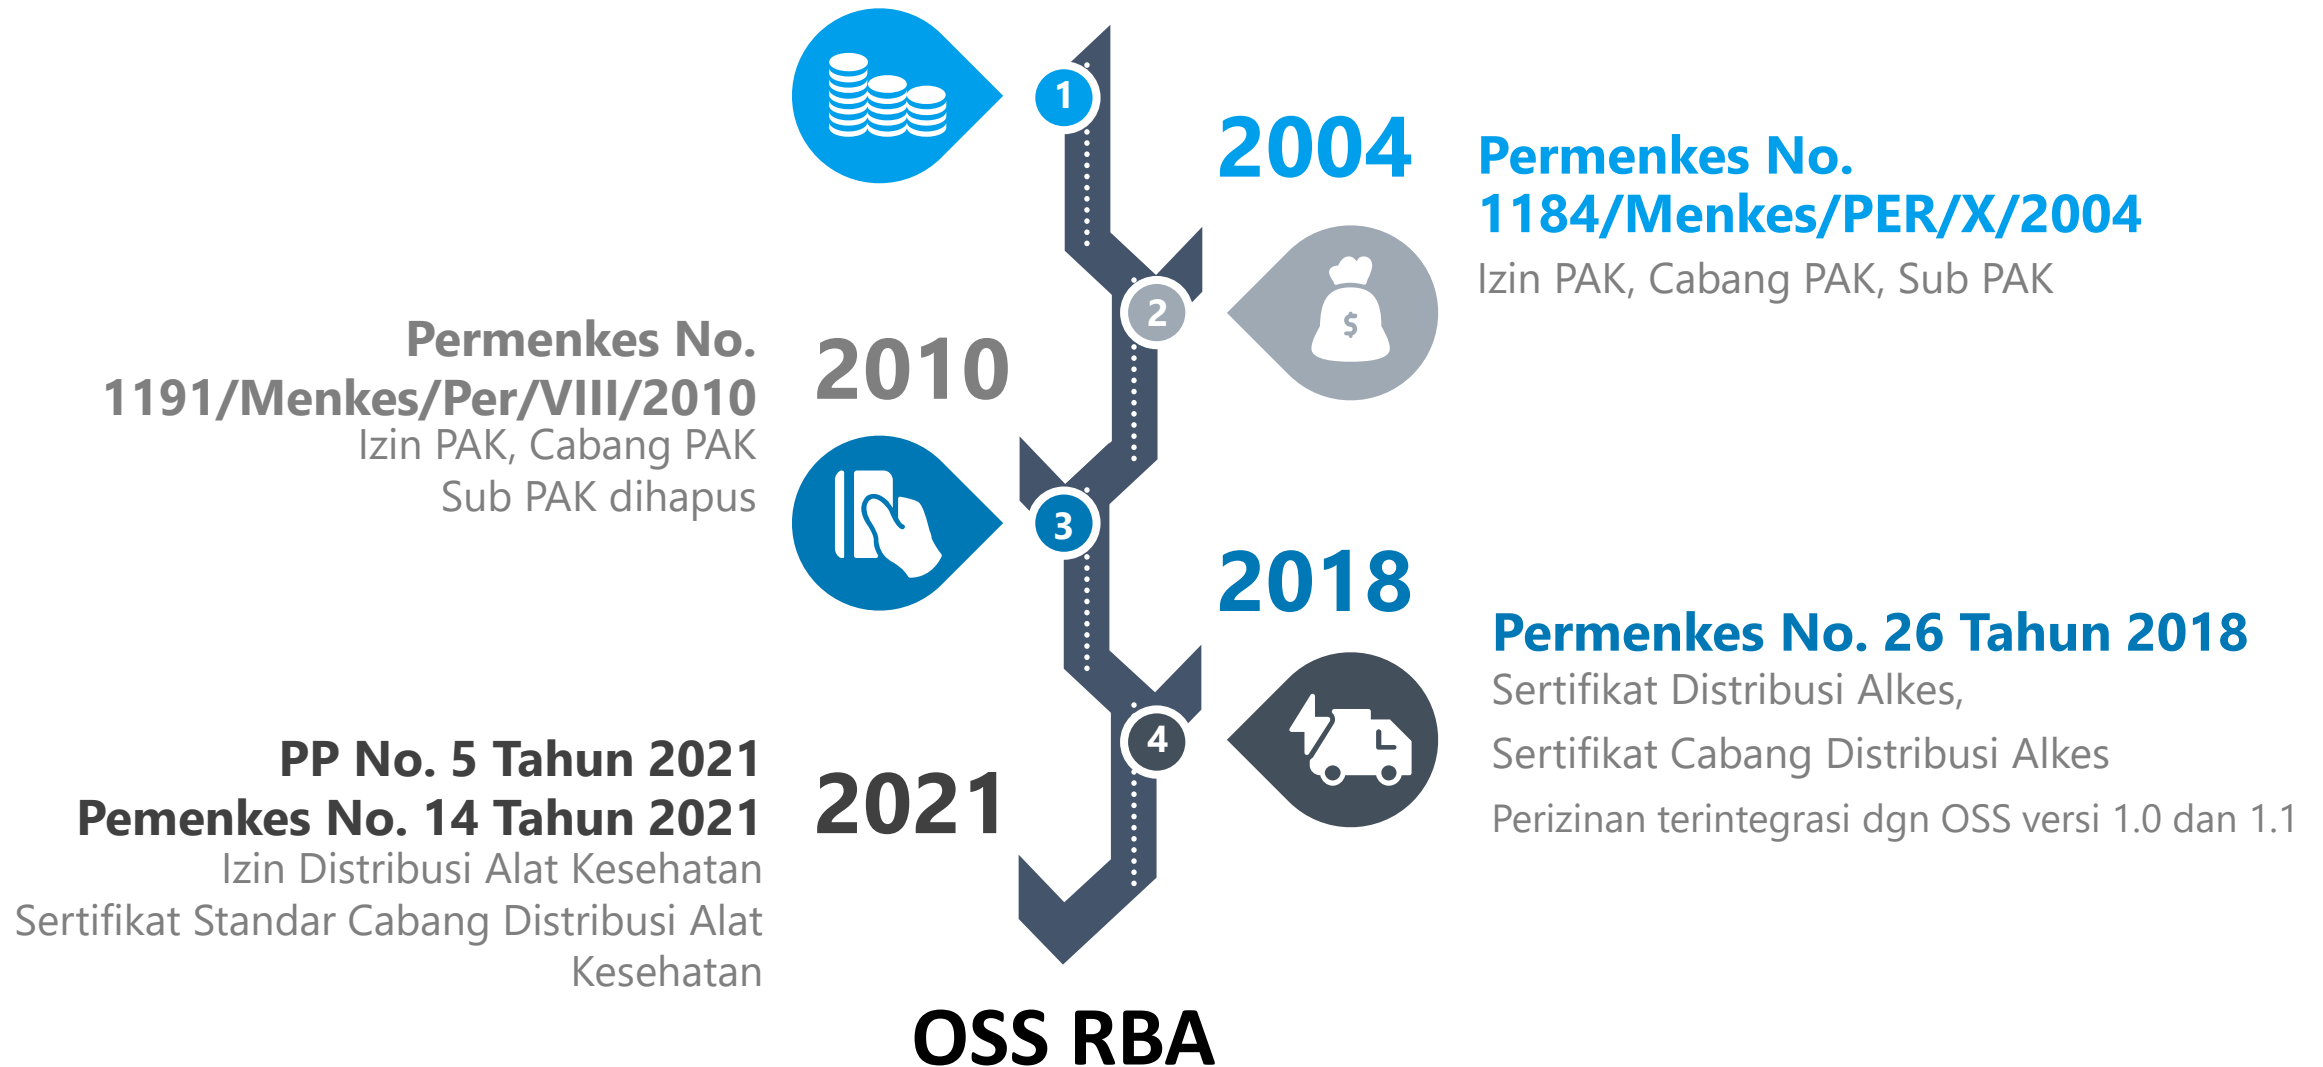 1
2004
Permenkes No.
1184/Menkes/PER/X/2004
Izin PAK, Cabang PAK, Sub PAK
2
$
Permenkes No.
1191/Menkes/Per/VIII/2010
Izin PAK, Cabang PAK
Sub PAK dihapus
2010
3
2018
Permenkes No. 26 Tahun 2018
Sertifikat Distribusi Alkes,
Sertifikat Cabang Distribusi Alkes
Perizinan terintegrasi dgn OSS versi 1.0 dan 1.1
4
PP No. 5 Tahun 2021
Pemenkes No. 14 Tahun 2021
Izin Distribusi Alat Kesehatan
Sertifikat Standar Cabang Distribusi Alat
Kesehatan
2021
OSS RBA